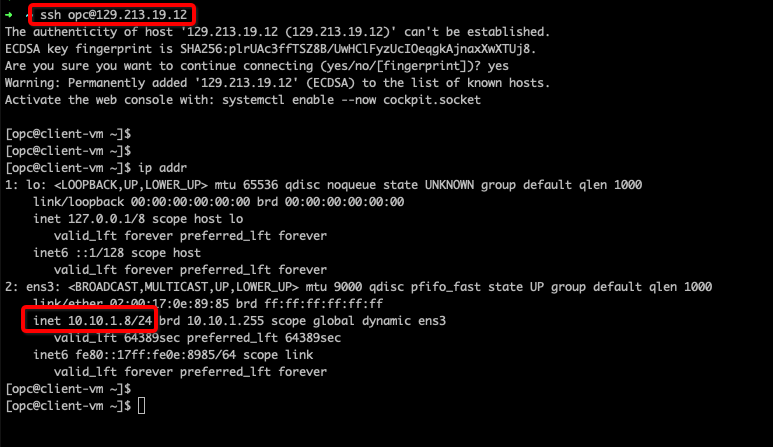 ➜ ~ ssh opc@129.213.19.12
The authenticity of host '129.213.19.12 (129.213.19.12)' can't be established.
ECDSA key fingerprint is SHA256:plrUAc3ffTSZ8B/UwHClFyzUcIOeqgkAjnaxXwXTUj8.
Are you sure you want to continue connecting (yes/no/[fingerprint])? yes
Warning: Permanently added '129.213.19.12' (ECDSA) to the list of known hosts.
Activate the web console with: systemctl enable --now cockpit.socket
[opc@client-vm ~]$
[opc@client-vm ~]$
[opc@client-vm ~]$ ip addr
1: lo: <LOOPBACK,UP,LOWER_UP> mtu 65536 qdisc noqueue state UNKNOWN group default qlen 1000
link/loopback 00:00:00:00:00:00 brd 00:00:00:00:00:00
inet 127.0.0.1/8 scope host lo
valid_lft forever preferred_lft forever
inet6 ::1/128 scope host
valid_lft forever preferred_lft forever
2: ens3: <BROADCAST,MULTICAST,UP,LOWER_UP> mtu 9000 qdisc pfifo_fast state UP group default qlen 1000
link/ether 02:00:17:0e:89:85 brd ff:ff:ff:ff:ff:ff
inet 10.10.1.8/24 brd 10.10.1.255 scope global dynamic ens3
valid_lft 64389sec preferred_lft 64389sec
inet6 fe80::17ff:fe0e:8985/64 scope link
valid_lft forever preferred_lft forever
[opc@client-vm ~]$
[opc@client-vm ~]$